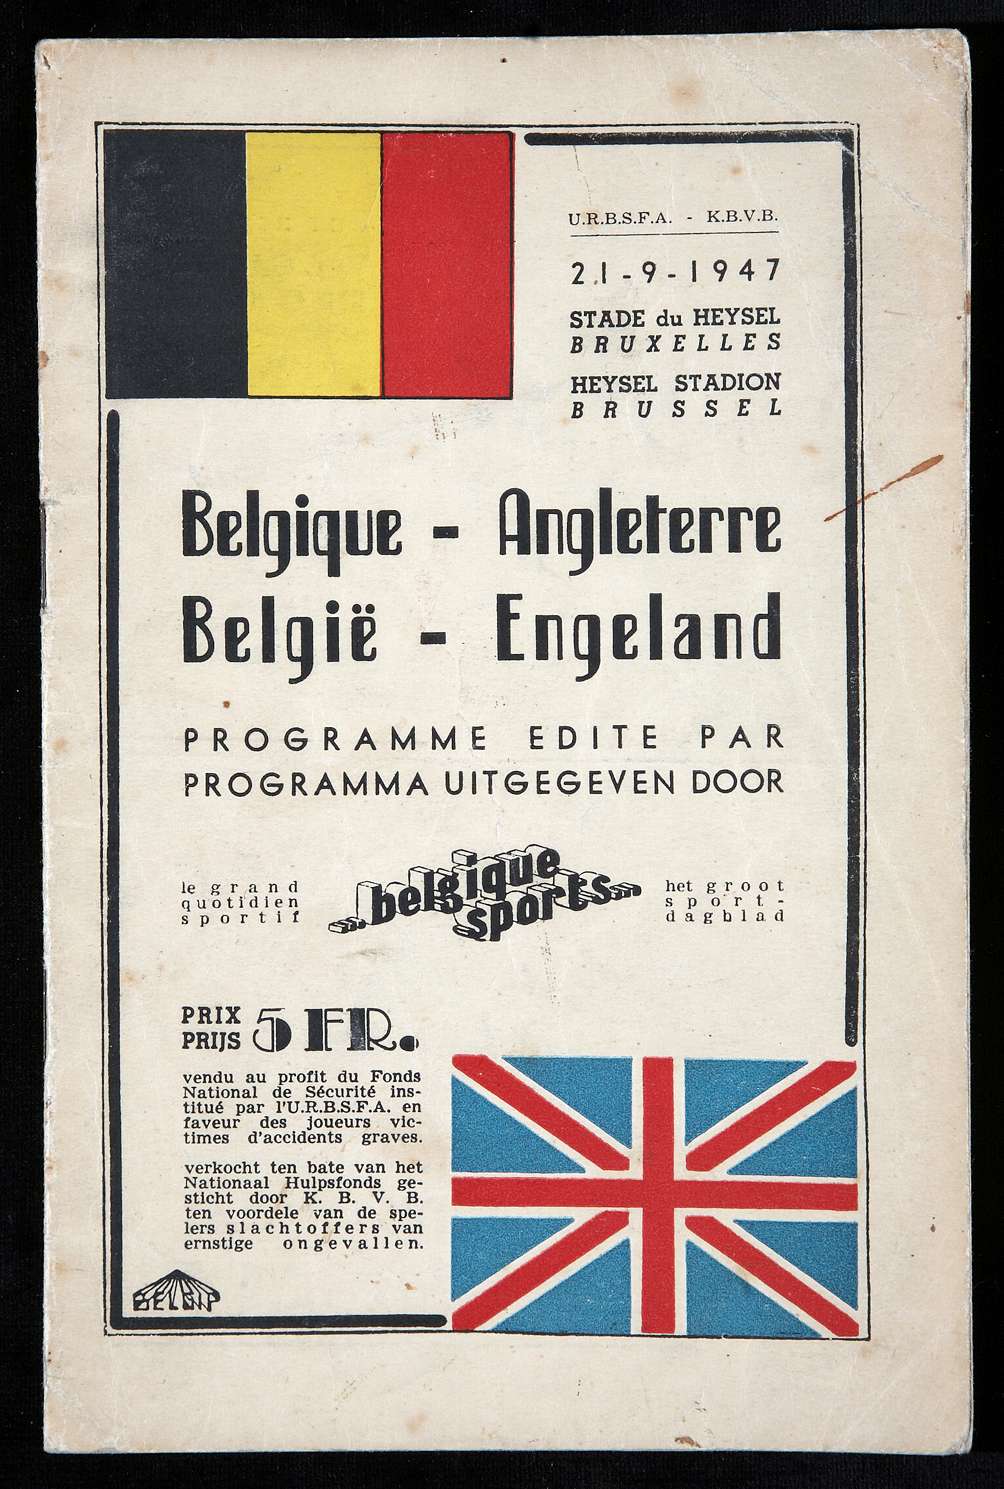 U.R.B.S.F.A. - K.B.V.B.
21-9-1947
STADE du HEYSEL
BRUXELLES
HEYSEL STADION
BRUSSEL
Belgique - Angleterre
België - Engeland
PROGRAMME EDITE PAR
PROGRAMMA UITGEGEVEN DOOR
le grand
quotidien
sportif
...belgique
sports...
het groot
sport-
dagblad
PRIX
PRIJS
5 FR.
vendu au profit du Fonds
National de Sécurité ins-
titué par l'U.R.B.S.F.A. en
faveur des joueurs vic-
times d'accidents graves.
verkocht ten bate van het
Nationaal Hulpsfonds ge-
sticht door K. B. V. B.
ten voordele van de spe-
lers slachtoffers van
ernstige ongevallen.
BELGIP